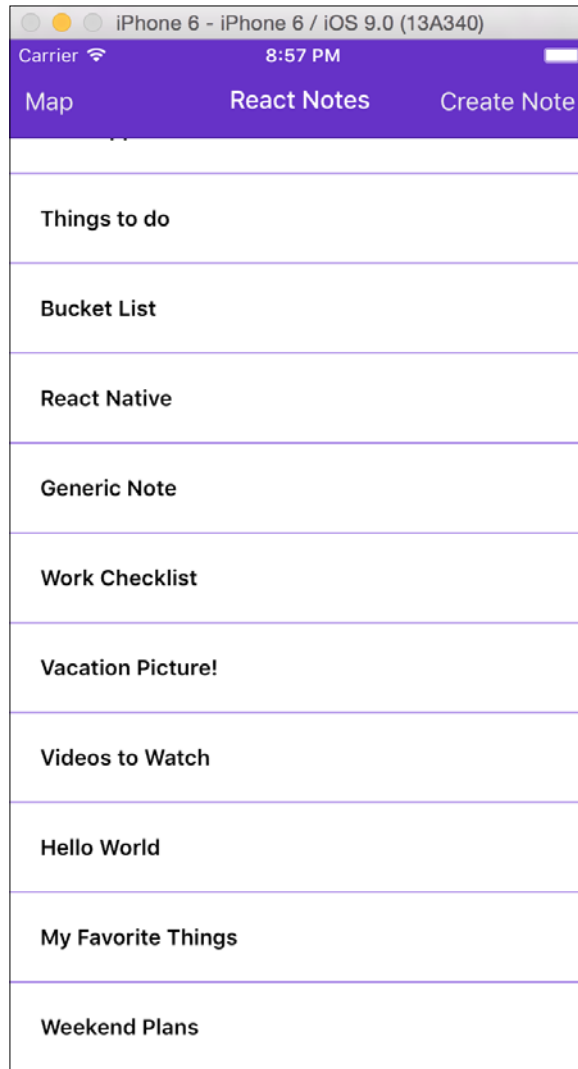 iPhone 6 - iPhone 6 / iOS 9.0 (13A340)
Carrier 8:57 PM
Map React Notes Create Note
Things to do
Bucket List
React Native
Generic Note
Work Checklist
Vacation Picture!
Videos to Watch
Hello World
My Favorite Things
Weekend Plans